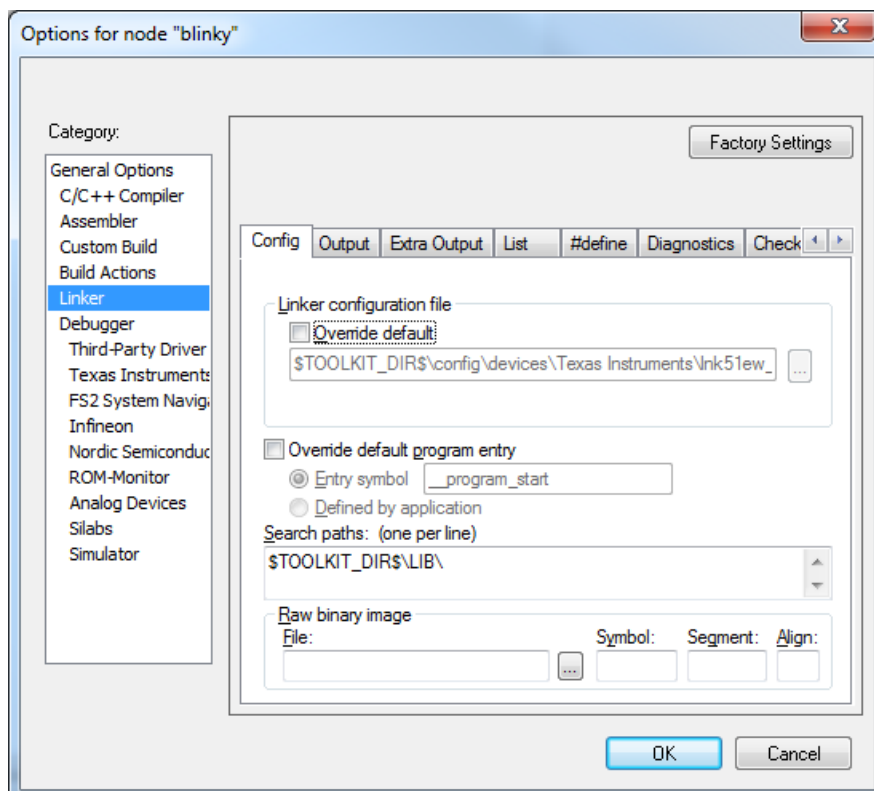 Options for node "blinky"
Category:
Factory Settings
General Options
C/C++ Compiler
Assembler
Custom Build
Build Actions
Linker
Debugger
Third-Party Driver
Texas Instruments
FS2 System Naviga
Infineon
Nordic Semiconduc
ROM-Monitor
Analog Devices
Silabs
Simulator
Config Output Extra Output List #define Diagnostics Check
Linker configuration file
Override default
$TOOLKIT_DIR$\config\devices\Texas Instruments\lnk51ew_ ...
Override default program entry
Entry symbol __program_start
Defined by application
Search paths: (one per line)
$TOOLKIT_DIR$\LIB\
Raw binary image
File: Symbol: Segment: Align:
...
OK Cancel